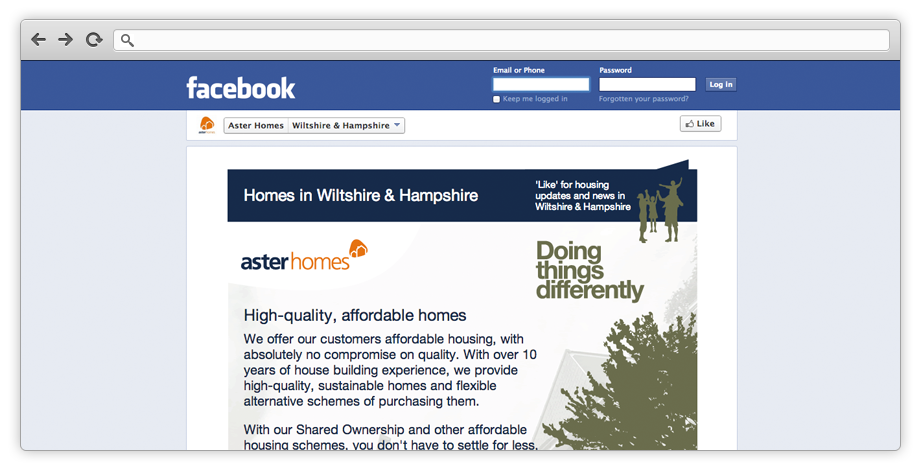 facebook
Email or Phone
Password
Log In
Keep me logged in
Forgotten your password?
asterhomes
Aster Homes
Wiltshire & Hampshire
Like
Homes in Wiltshire & Hampshire
'Like' for housing
updates and news in
Wiltshire & Hampshire
asterhomes
Doing
things
differently
High-quality, affordable homes
We offer our customers affordable housing, with
absolutely no compromise on quality. With over 10
years of house building experience, we provide
high-quality, sustainable homes and flexible
alternative schemes of purchasing them.
With our Shared Ownership and other affordable
housing schemes, you don't have to settle for less.